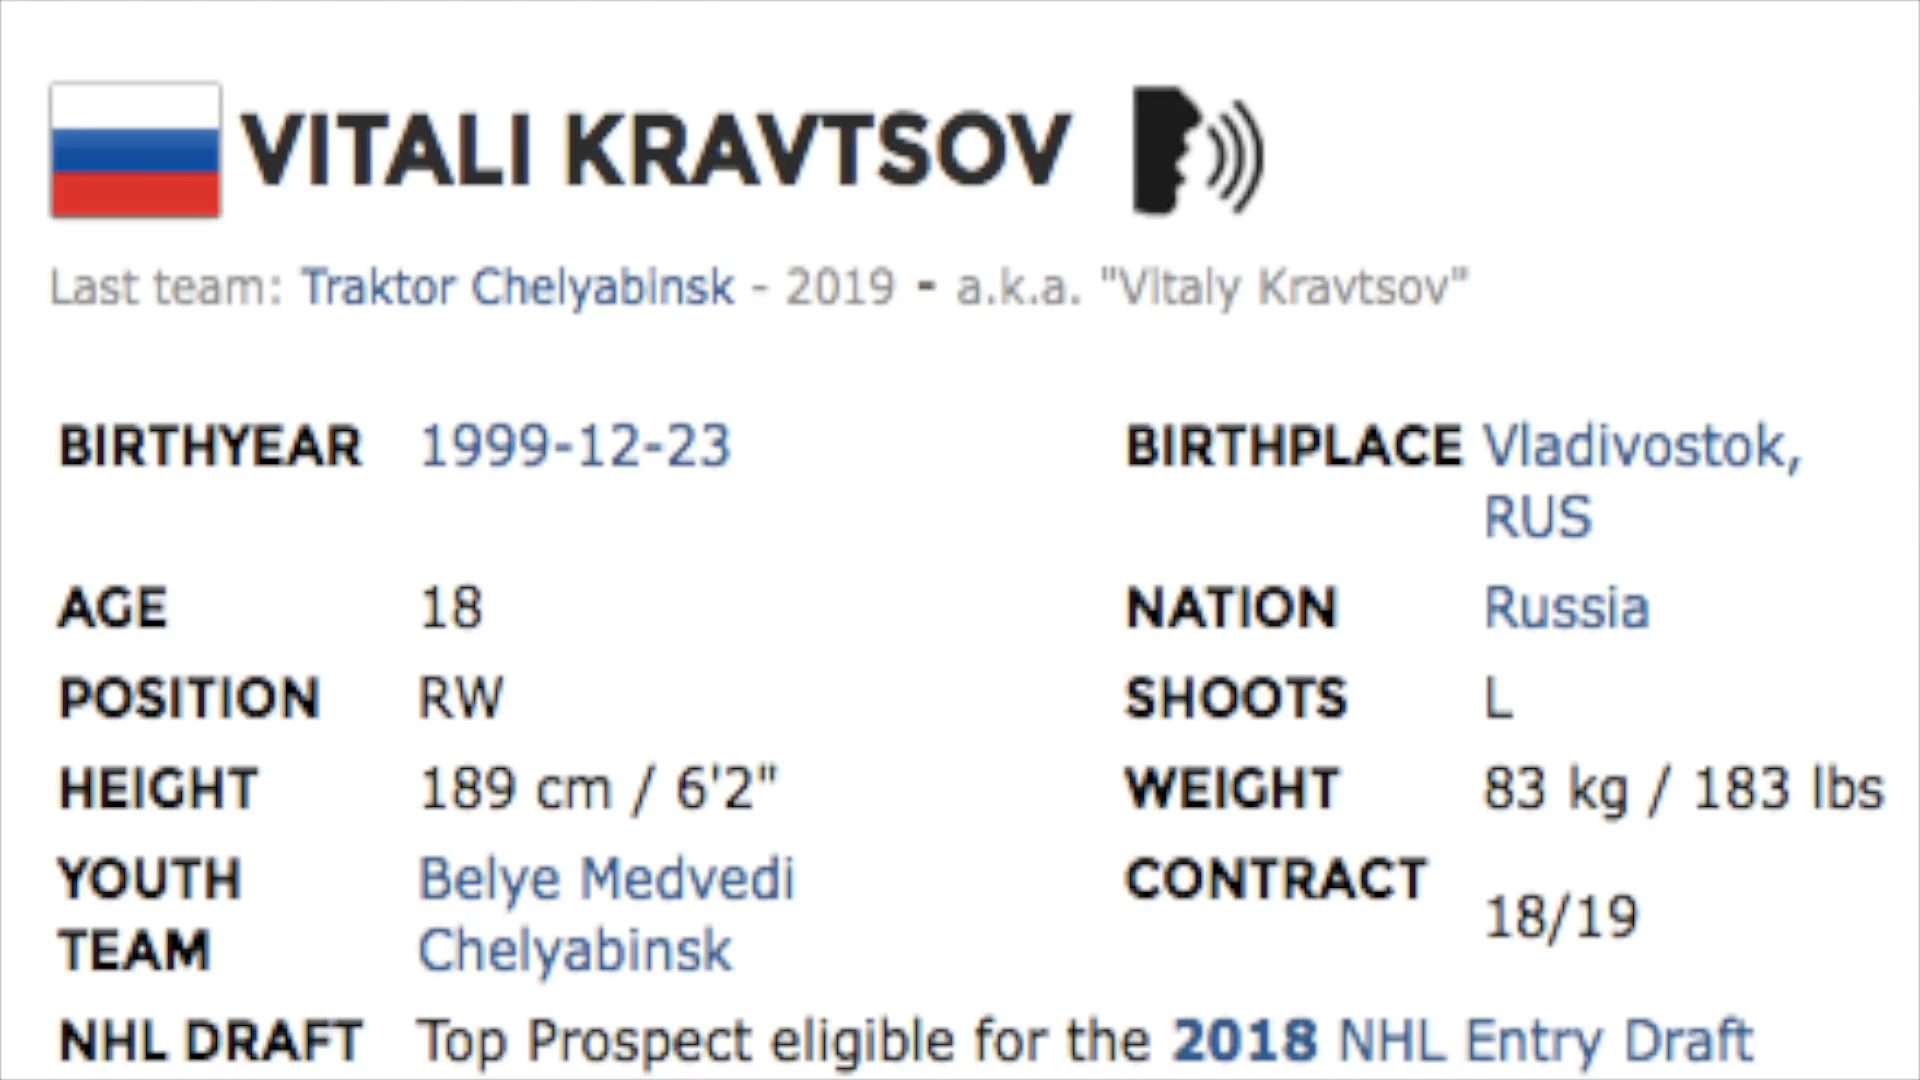 VITALI KRAVTSOV
Last team: Traktor Chelyabinsk - 2019 - a.k.a. "Vitaly Kravtsov"
BIRTHYEAR 1999-12-23 BIRTHPLACE Vladivostok,
RUS
AGE 18 NATION Russia
POSITION RW SHOOTS L
HEIGHT 189 cm / 6'2" WEIGHT 83 kg / 183 lbs
YOUTH Belye Medvedi CONTRACT
18/19
TEAM Chelyabinsk
NHL DRAFT Top Prospect eligible for the 2018 NHL Entry Draft